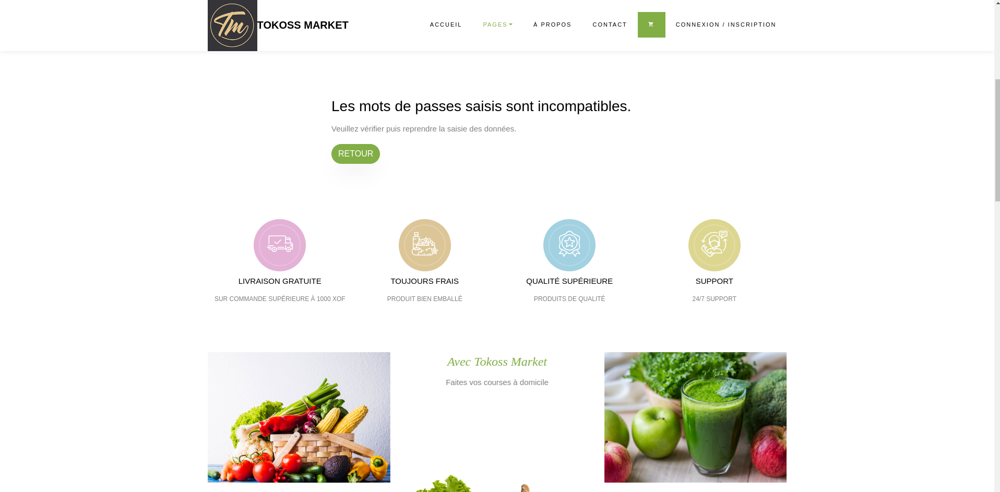 Tm
TOKOSS MARKET
ACCUEIL
PAGES
À PROPOS
CONTACT
CONNEXION / INSCRIPTION
Les mots de passes saisis sont incompatibles.
Veuillez vérifier puis reprendre la saisie des données.
RETOUR
LIVRAISON GRATUITE
SUR COMMANDE SUPÉRIEURE À 1000 XOF
TOUJOURS FRAIS
PRODUIT BIEN EMBALLÉ
QUALITÉ SUPÉRIEURE
PRODUITS DE QUALITÉ
SUPPORT
24/7 SUPPORT
Avec Tokoss Market
Faites vos courses à domicile